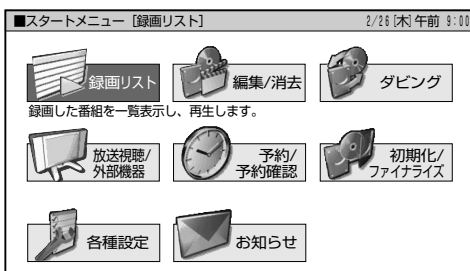 ■スタートメニュー [録画リスト] 2/26[木]午前 9:00
録画リスト 編集/消去 ダビング
録画した番組を一覧表示し、再生します。
放送視聴/ 予約/ 初期化/
外部機器 予約確認 ファイナライズ
各種設定 お知らせ